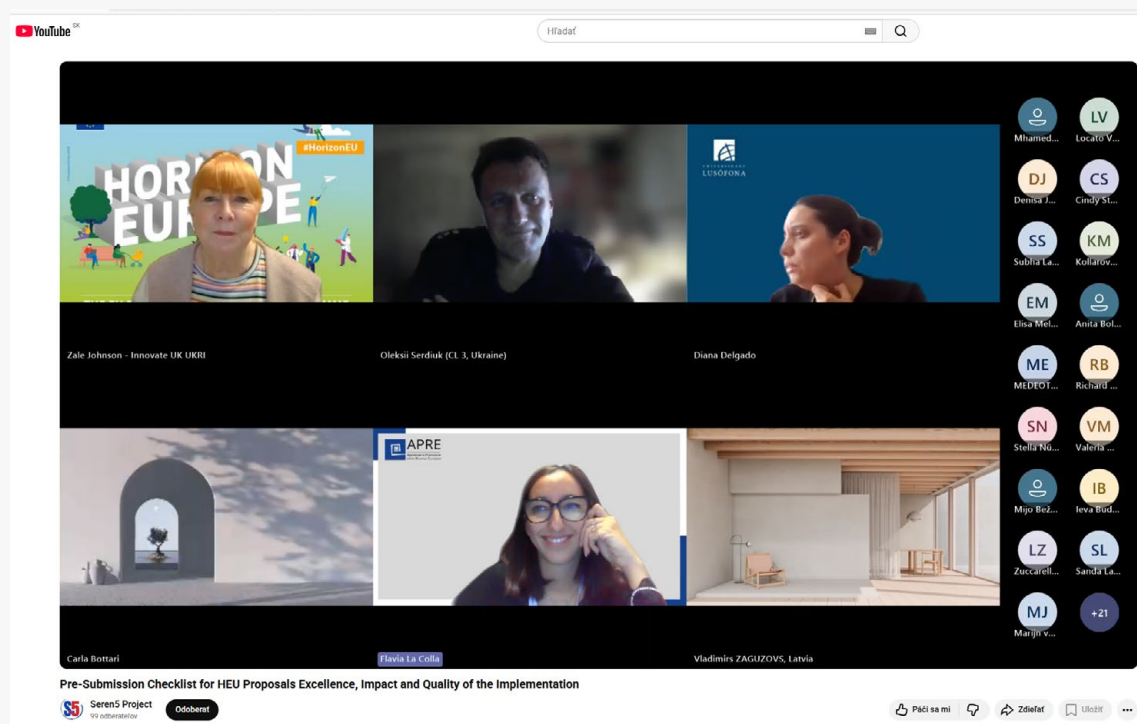 YouTube SK
Hľadať
#HorizonEU
HORIZON
EUROPE
LUSÓFONA
LV
Mhamed...
Locato V...
DJ
CS
Denisa J...
Cindy St...
SS
KM
Subha La...
Kollarov...
EM
Elisa Mel...
Anita Bol...
Zale Johnson - Innovate UK UKRI
Oleksii Serdiuk (CL 3, Ukraine)
Diana Delgado
ME
RB
MEDEOT...
Richard ...
SN
VM
Stella Nú...
Valeria ...
APRE
IB
Mijo Bež...
Ieva Bud...
LZ
SL
Zuccarell...
Sanda La...
MJ
+21
Marijn v...
Carla Bottari
Flavia La Colla
Vladimirs ZAGUZOVS, Latvia
Pre-Submission Checklist for HEU Proposals Excellence, Impact and Quality of the Implementation
S5
Seren5 Project
99 odberateľov
Odoberať
Páči sa mi
Zdieľať
Uložiť